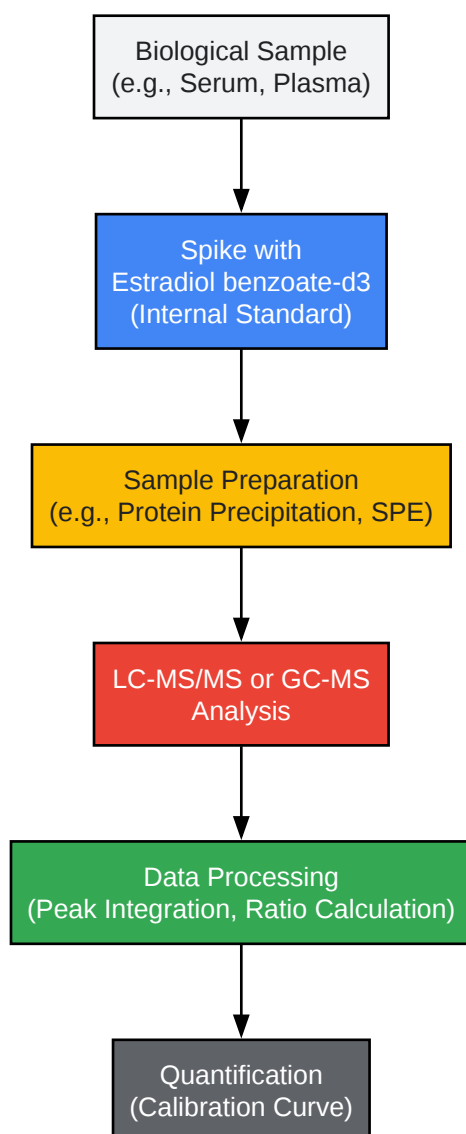 Biological Sample
(e.g., Serum, Plasma)
Spike with
Estradiol benzoate-d3
(Internal Standard)
Sample Preparation
(e.g., Protein Precipitation, SPE)
LC-MS/MS or GC-MS
Analysis
Data Processing
(Peak Integration, Ratio Calculation)
Quantification
(Calibration Curve)